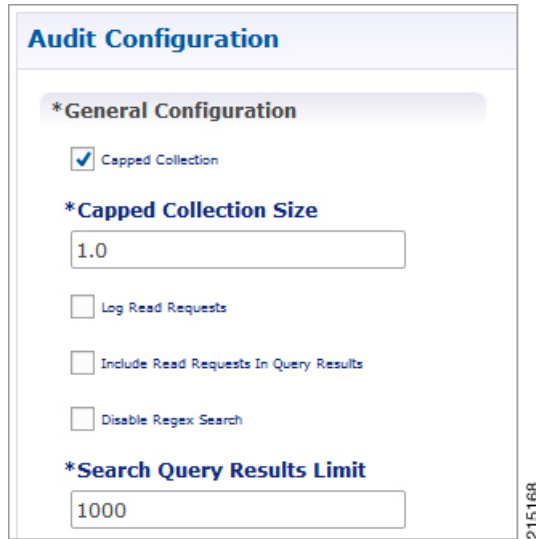 Audit Configuration
*General Configuration
Capped Collection
*Capped Collection Size
1.0
Log Read Requests
Include Read Requests In Query Results
Disable Regex Search
*Search Query Results Limit
1000
215168